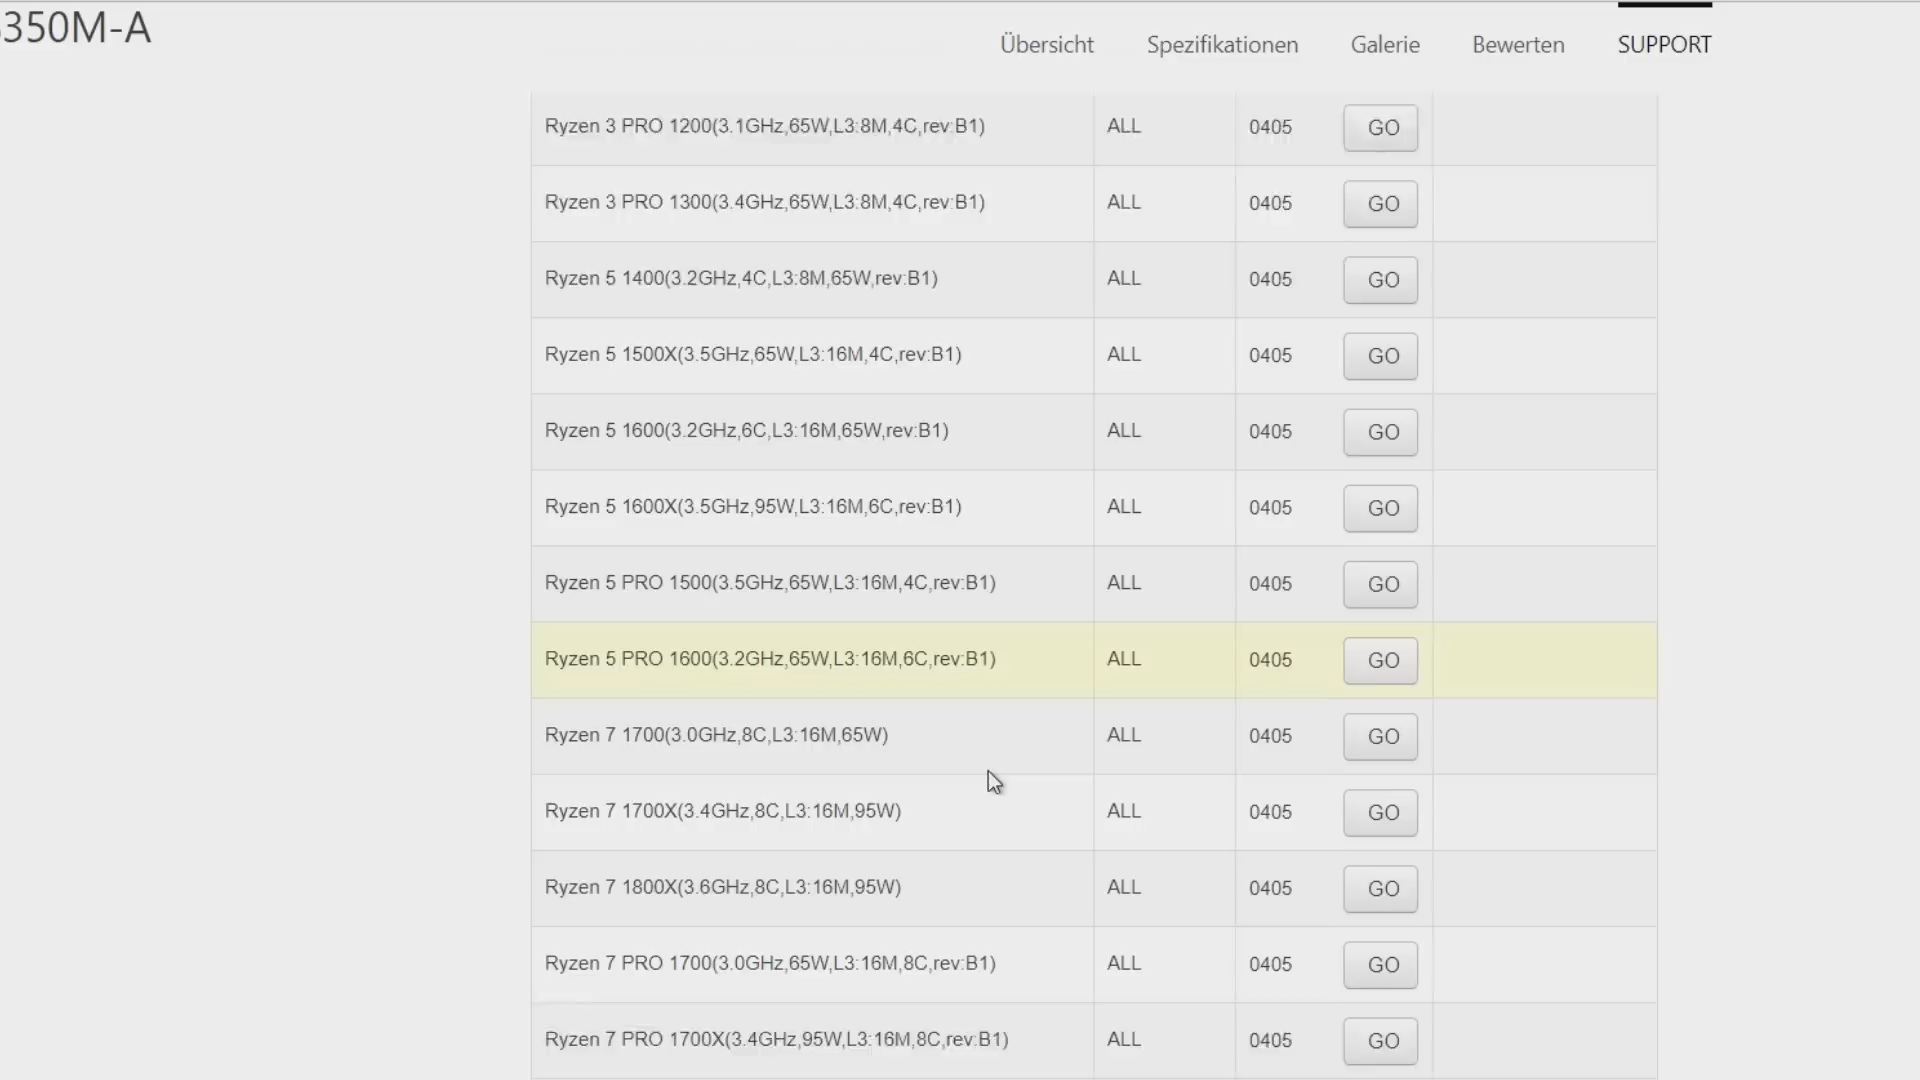 350M-A
Übersicht Spezifikationen Galerie Bewerten SUPPORT
Ryzen 3 PRO 1200(3.1GHz,65W,L3:8M,4C,rev:B1) ALL 0405 GO
Ryzen 3 PRO 1300(3.4GHz,65W,L3:8M,4C,rev:B1) ALL 0405 GO
Ryzen 5 1400(3.2GHz,4C,L3:8M,65W,rev:B1) ALL 0405 GO
Ryzen 5 1500X(3.5GHz,65W,L3:16M,4C,rev:B1) ALL 0405 GO
Ryzen 5 1600(3.2GHz,6C,L3:16M,65W,rev:B1) ALL 0405 GO
Ryzen 5 1600X(3.5GHz,95W,L3:16M,6C,rev:B1) ALL 0405 GO
Ryzen 5 PRO 1500(3.5GHz,65W,L3:16M,4C,rev:B1) ALL 0405 GO
Ryzen 5 PRO 1600(3.2GHz,65W,L3:16M,6C,rev:B1) ALL 0405 GO
Ryzen 7 1700(3.0GHz,8C,L3:16M,65W) ALL 0405 GO
Ryzen 7 1700X(3.4GHz,8C,L3:16M,95W) ALL 0405 GO
Ryzen 7 1800X(3.6GHz,8C,L3:16M,95W) ALL 0405 GO
Ryzen 7 PRO 1700(3.0GHz,65W,L3:16M,8C,rev:B1) ALL 0405 GO
Ryzen 7 PRO 1700X(3.4GHz,95W,L3:16M,8C,rev:B1) ALL 0405 GO